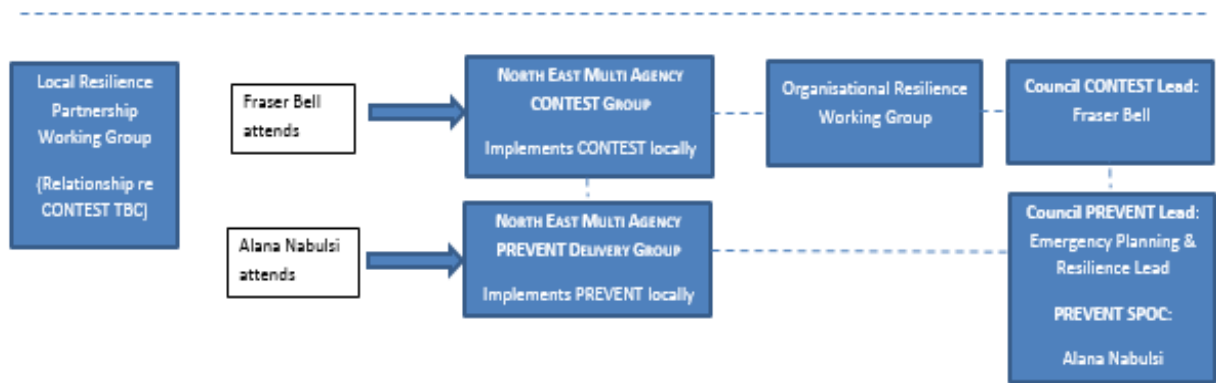 Local Resilience
Partnership
Working Group
(Relationship re
CONTEST TBC)
Fraser Bell
attends
NORTH EAST MULTI AGENCY
CONTEST GROUP
Implements CONTEST locally
Organisational Resilience
Working Group
Council CONTEST Lead:
Fraser Bell
Alana Nabulsi
attends
NORTH EAST MULTI AGENCY
PREVENT DELIVERY GROUP
Implements PREVENT locally
Council PREVENT Lead:
Emergency Planning &
Resilience Lead
PREVENT SPOC:
Alana Nabulsi